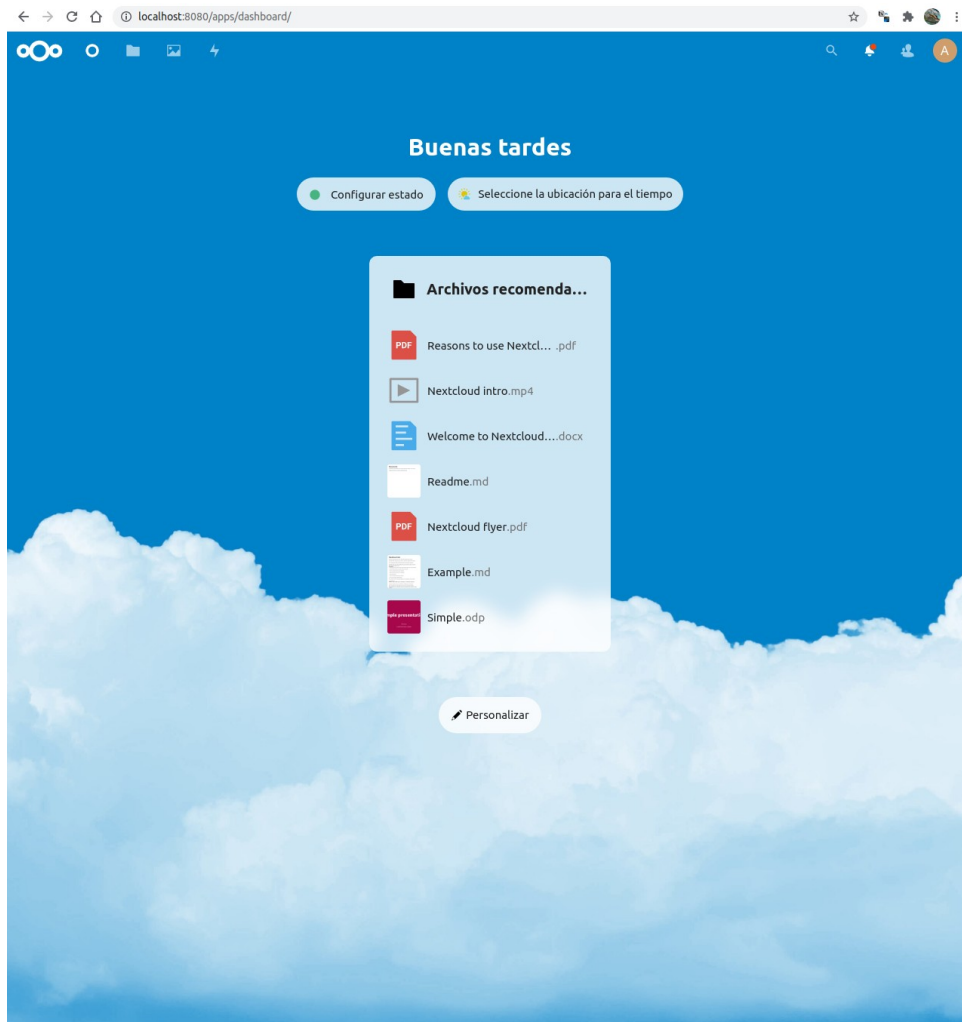 localhost:8080/apps/dashboard/
A
Buenas tardes
Configurar estado
Seleccione la ubicación para el tiempo
Archivos recomenda...
PDF
Reasons to use Nextcl... .pdf
Nextcloud intro.mp4
Welcome to Nextcloud....docx
Readme.md
PDF
Nextcloud flyer.pdf
Example.md
Simple.odp
Personalizar